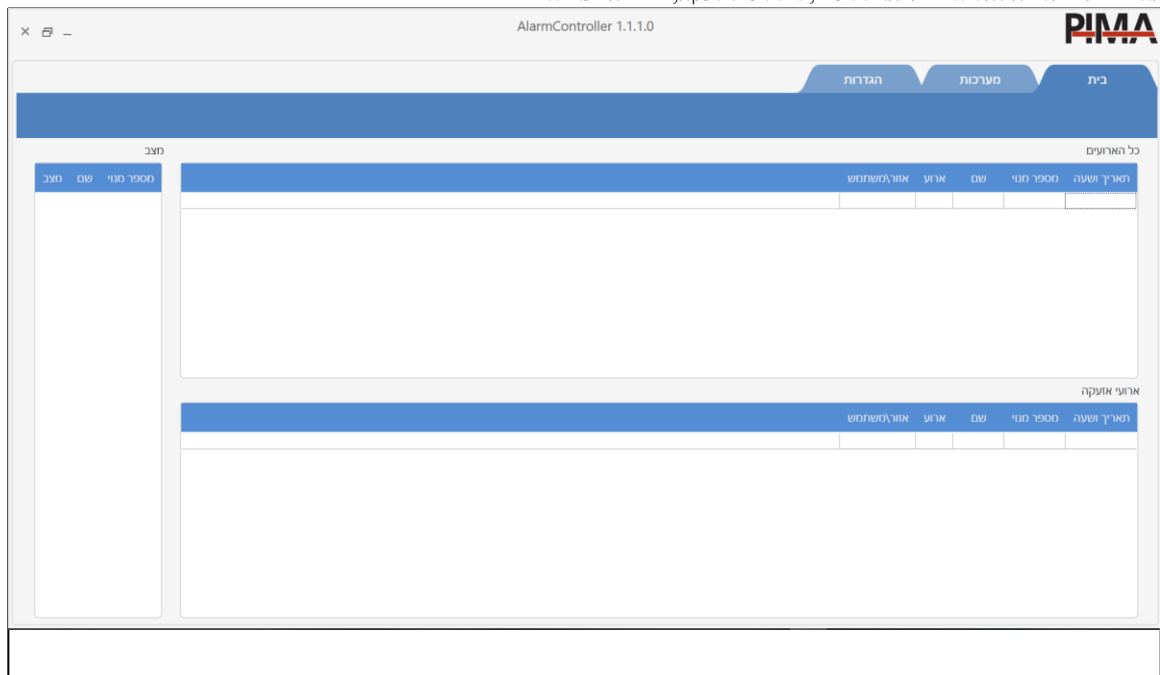 AlarmController 1.1.1.0
PIMA
בית מערכות הגדרות
כל הארועים
תאריך ושעה מספר מנוי שם ארוע אזור\משתמש
מצב
מספר מנוי שם מצב
ארועי אזעקה
תאריך ושעה מספר מנוי שם ארוע אזור\משתמש